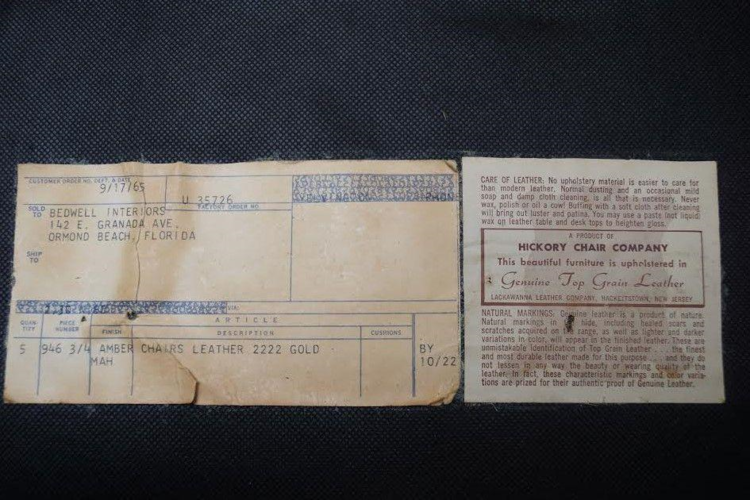 CUSTOMER ORDER NO. DEPT. & DATE
9/17/65
U 35726
FACTORY ORDER NO.
SOLD TO
BEDWELL INTERIORS
142 E. GRANADA AVE.
ORMOND BEACH, FLORIDA
SHIP TO
VIA:
ARTICLE
QUAN-TITY PIECE NUMBER FINISH DESCRIPTION CUSHIONS
5 946 3/4 AMBER CHAIRS LEATHER 2222 GOLD BY
MAH 10/22
CARE OF LEATHER: No upholstery material is easier to care for
than modern leather. Normal dusting and an occasional mild
soap and damp cloth cleaning, is all that is necessary. Never
wax, polish or oil a cow! Buffing with a soft cloth after cleaning
will bring out luster and patina. You may use a paste (not liquid)
wax on leather table and desk tops to heighten gloss.
A PRODUCT OF
HICKORY CHAIR COMPANY
This beautiful furniture is upholstered in
Genuine Top Grain Leather
LACKAWANNA LEATHER COMPANY, HACKETTSTOWN, NEW JERSEY
NATURAL MARKINGS: Genuine leather is a product of nature.
Natural markings in hide, including healed scars and
scratches acquired on the range, as well as lighter and darker
variations in color, will appear in the finished leather. These are
unmistakable identification of Top Grain Leather . . . the finest
and most durable leather made for this purpose . . . and they do
not lessen in any way the beauty or wearing quality of the
leather. In fact, these characteristic markings and color varia-
tions are prized for their authentic proof of Genuine Leather.